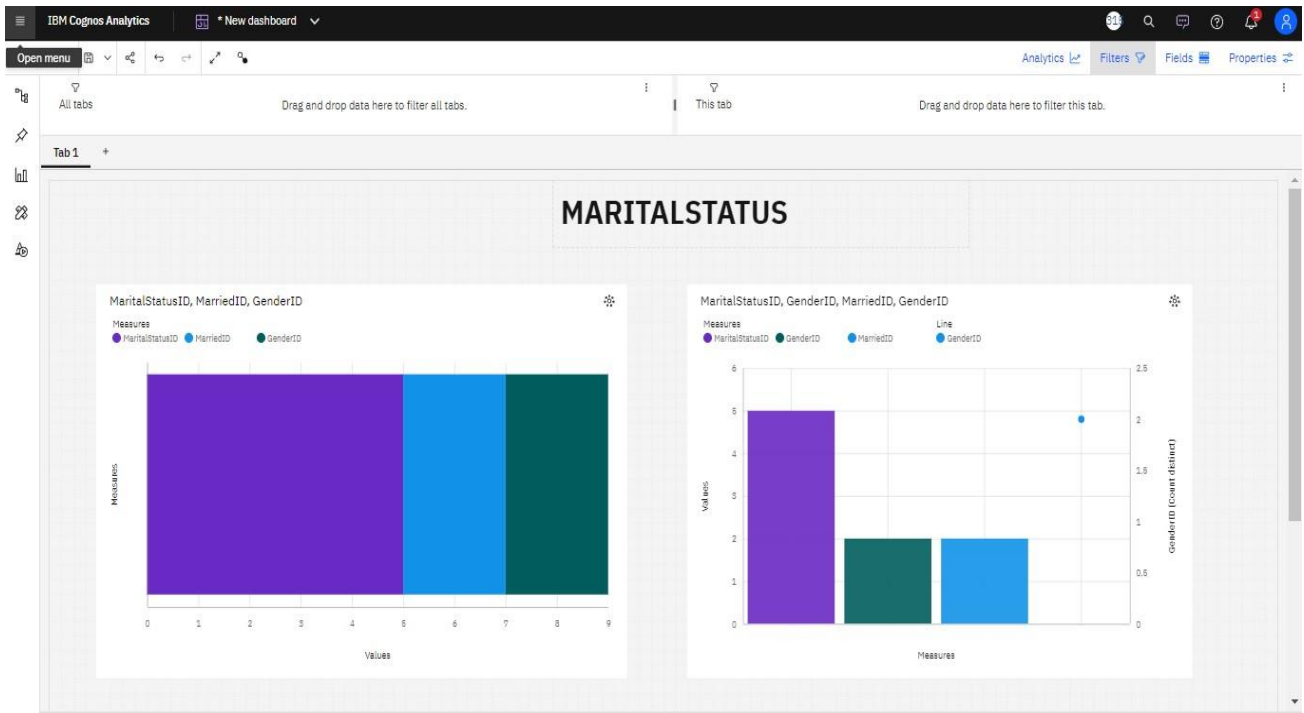 IBM Cognos Analytics
* New dashboard
1
Open menu
Analytics
Filters
Fields
Properties
All tabs
Drag and drop data here to filter all tabs.
This tab
Drag and drop data here to filter this tab.
Tab 1 +
MARITALSTATUS
MaritalStatusID, MarriedID, GenderID
Measures
MaritalStatusID MarriedID GenderID
Measures
0 1 2 3 4 5 6 7 8 9
Values
MaritalStatusID, GenderID, MarriedID, GenderID
Measures Line
MaritalStatusID GenderID MarriedID GenderID
6
5
4
3
2
1
0
Values
2.5
2
1.5
1
0.5
0
GenderID (Count distinct)
Measures